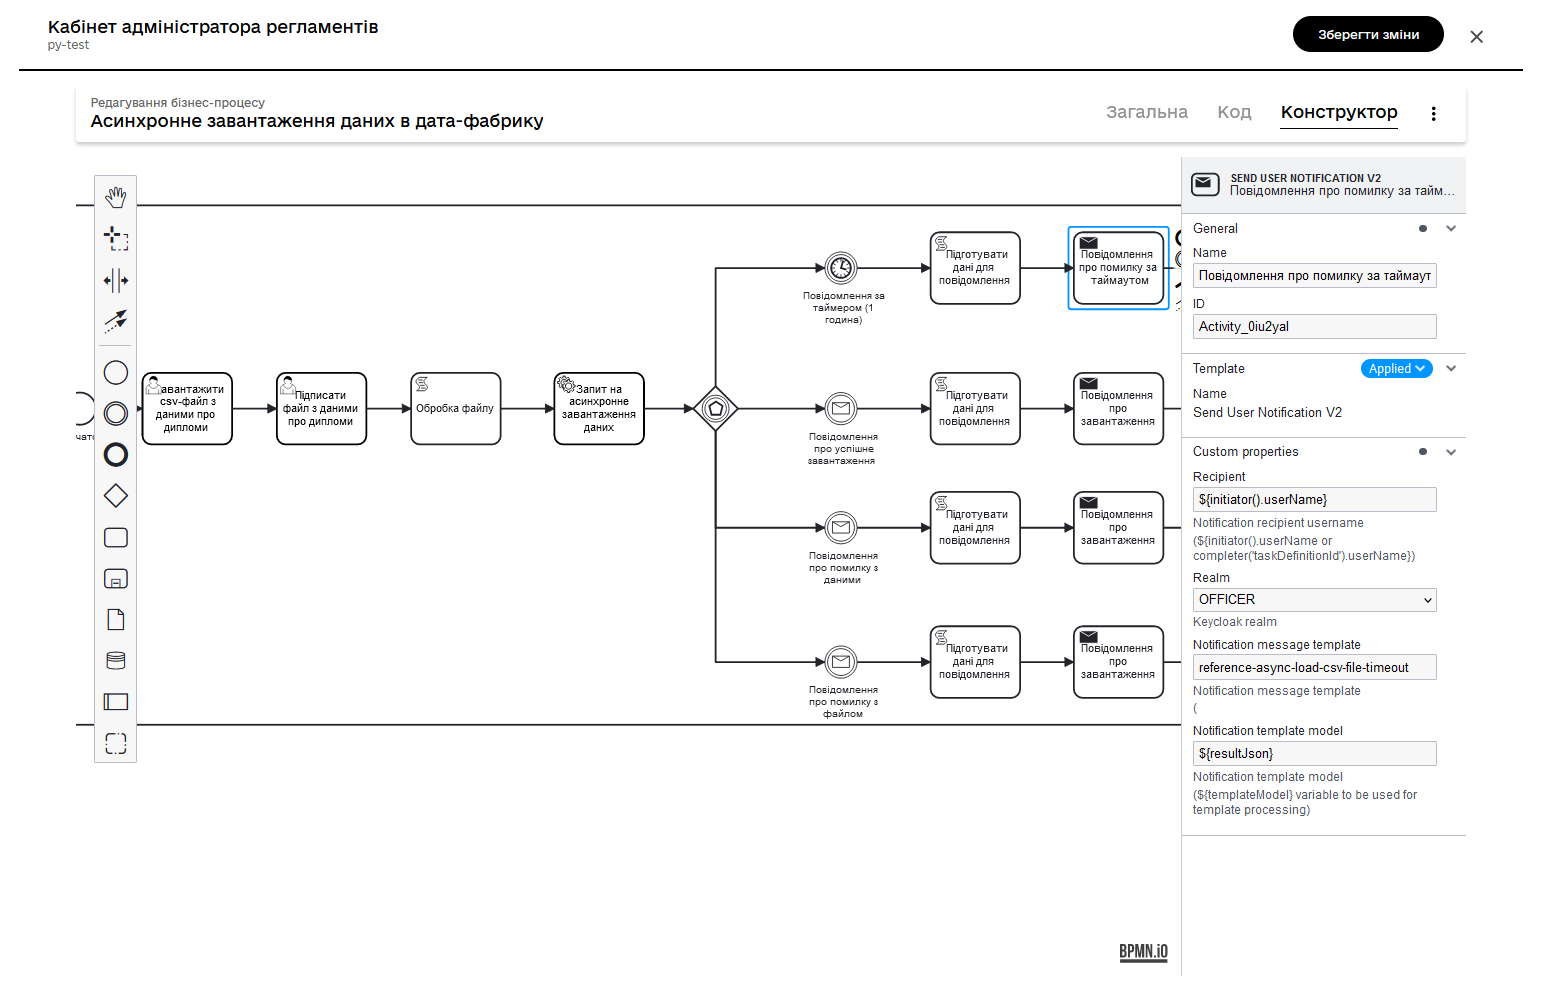 Кабінет адміністратора регламентів
py-test
Зберегти зміни
Редагування бізнес-процесу
Асинхронне завантаження даних в дата-фабрику
Загальна
Код
Конструктор
SEND USER NOTIFICATION V2
Повідомлення про помилку за тайм...
General
Name
Повідомлення про помилку за таймаут
ID
Activity_0iu2yal
Template
Applied
Name
Send User Notification V2
Custom properties
Recipient
${initiator().userName}
Notification recipient username
(${initiator().userName or
completer('taskDefinitionId').userName})
Realm
OFFICER
Keycloak realm
Notification message template
reference-async-load-csv-file-timeout
Notification message template
(
Notification template model
${resultJson}
Notification template model
(${templateModel} variable to be used for
template processing)
чато
авантажити
csv-файл з
даними про
дипломи
Підписати
файл з даними
про дипломи
Обробка файлу
Запит на
асинхронне
завантаження
даних
Повідомлення за
таймером (1
година)
Підготувати
дані для
повідомлення
Повідомлення
про помилку за
таймаутом
Повідомлення
про успішне
завантаження
Підготувати
дані для
повідомлення
Повідомлення
про
завантаження
Повідомлення
про помилку з
даними
Підготувати
дані для
повідомлення
Повідомлення
про
завантаження
Повідомлення
про помилку з
файлом
Підготувати
дані для
повідомлення
Повідомлення
про
завантаження
BPMN.iO